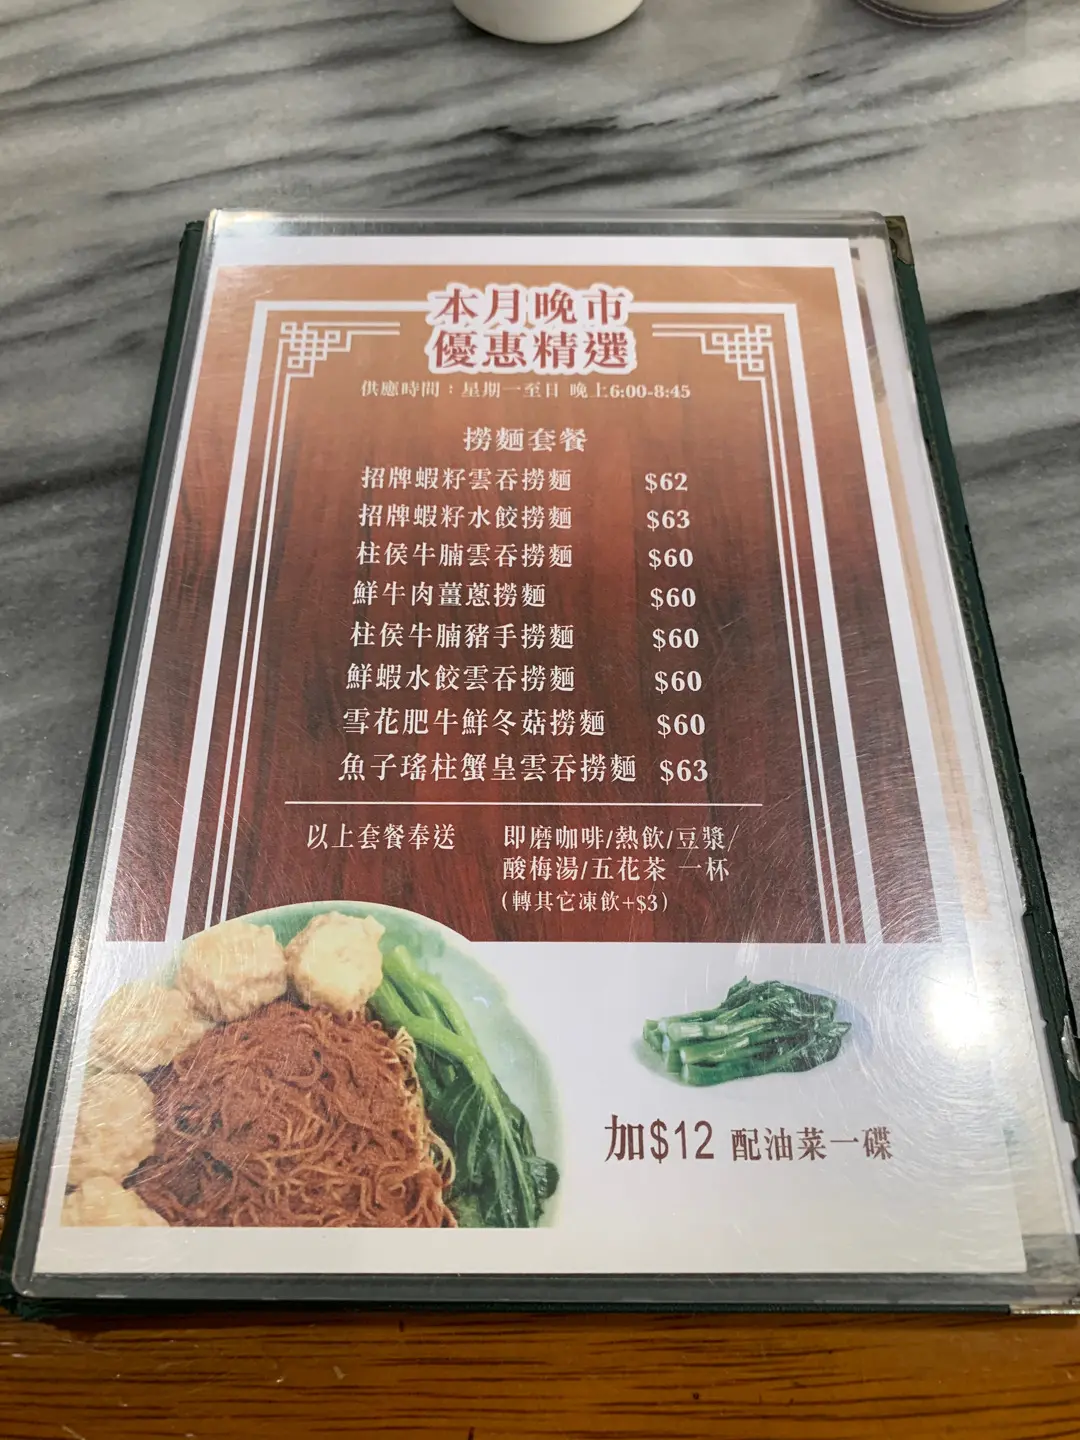 本月晚市
優惠精選
供應時間：星期一至日 晚上6:00-8:45
撈麵套餐
招牌蝦籽雲吞撈麵 $62
招牌蝦籽水餃撈麵 $63
柱侯牛腩雲吞撈麵 $60
鮮牛肉薑蔥撈麵 $60
柱侯牛腩豬手撈麵 $60
鮮蝦水餃雲吞撈麵 $60
雪花肥牛鮮冬菇撈麵 $60
魚子瑤柱蟹皇雲吞撈麵 $63
以上套餐奉送 即磨咖啡/熱飲/豆漿/
酸梅湯/五花茶 一杯
(轉其它凍飲+$3)
加$12 配油菜一碟